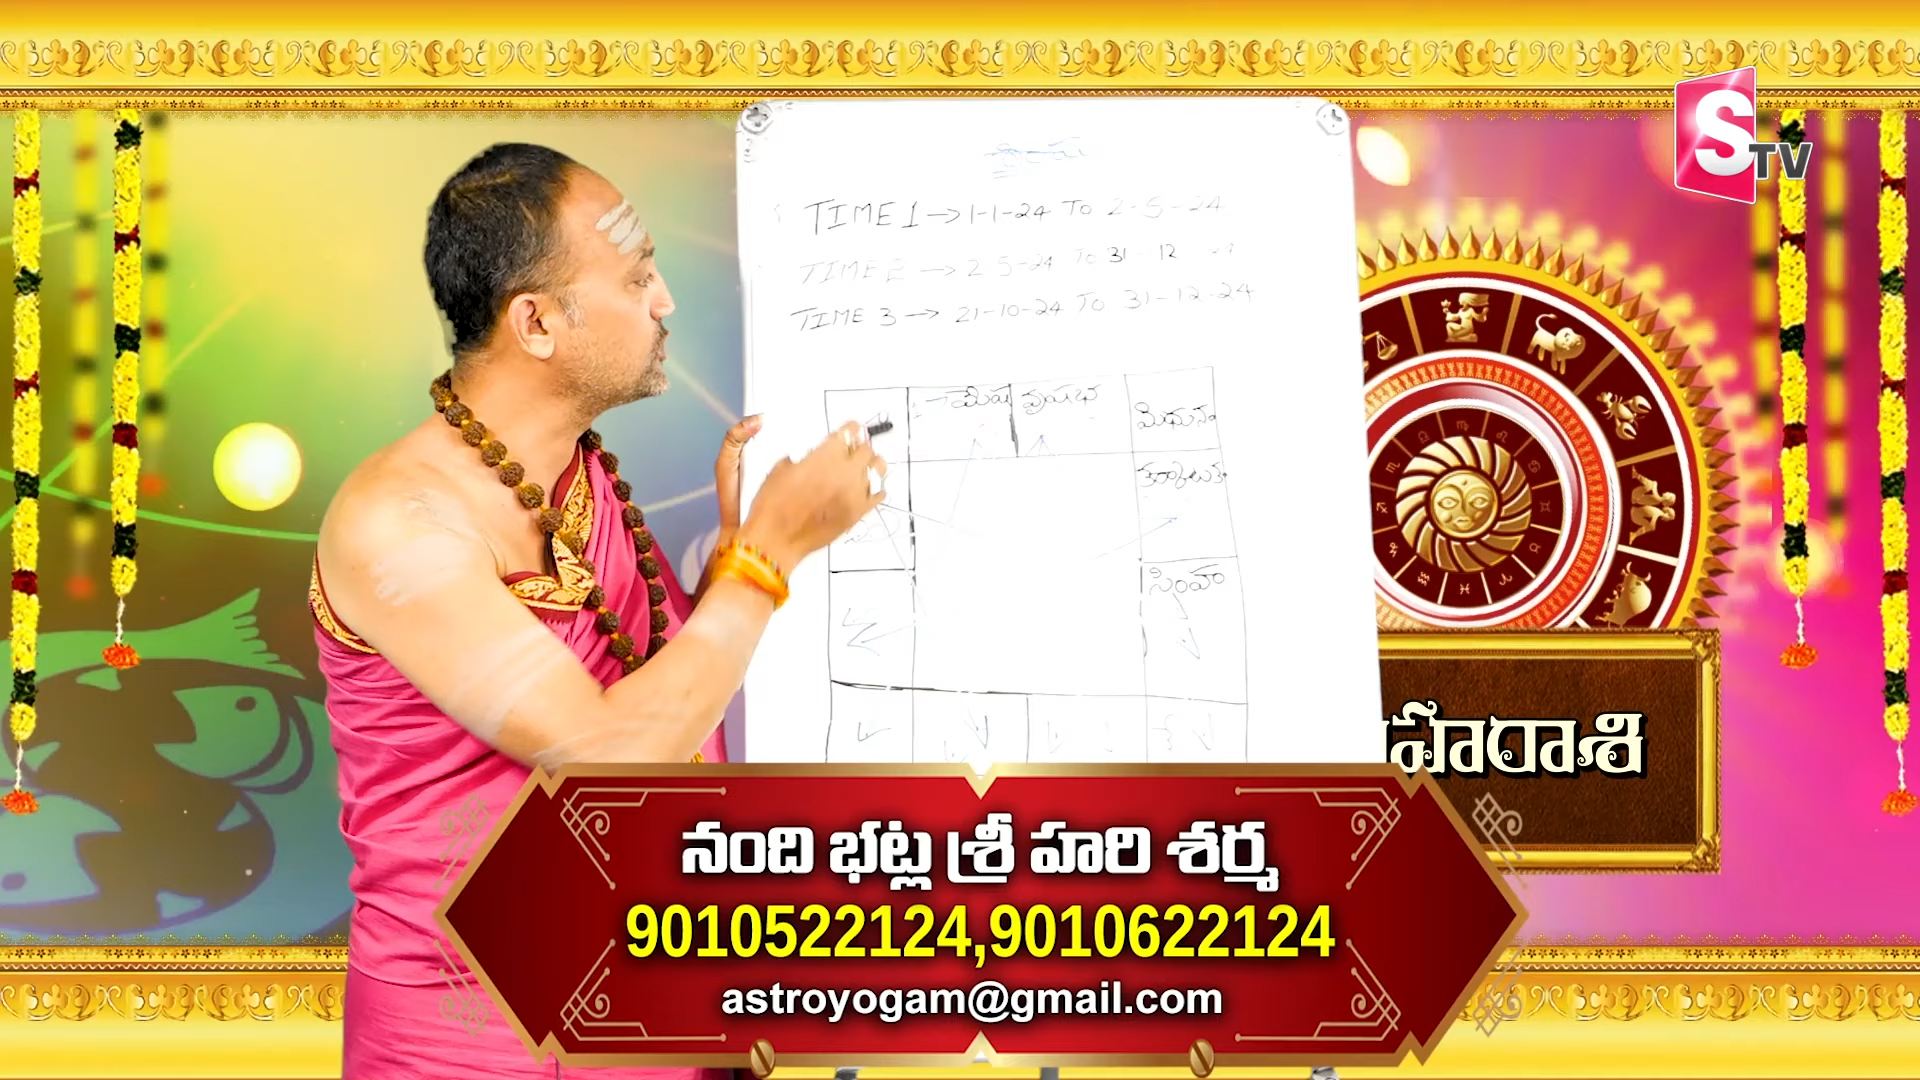 S TV
TIME 1 → 1-1-24 TO 2-5-24
TIME 2 → 2 5-24 To 31-12
TIME 3 → 21-10-24 TO 31-12-24
మేష వృషభ
మిథునం
కర్కాటకం
సింహ
హరాశి
నంది భట్ల శ్రీ హరి శర్మ
9010522124,9010622124
astroyogam@gmail.com